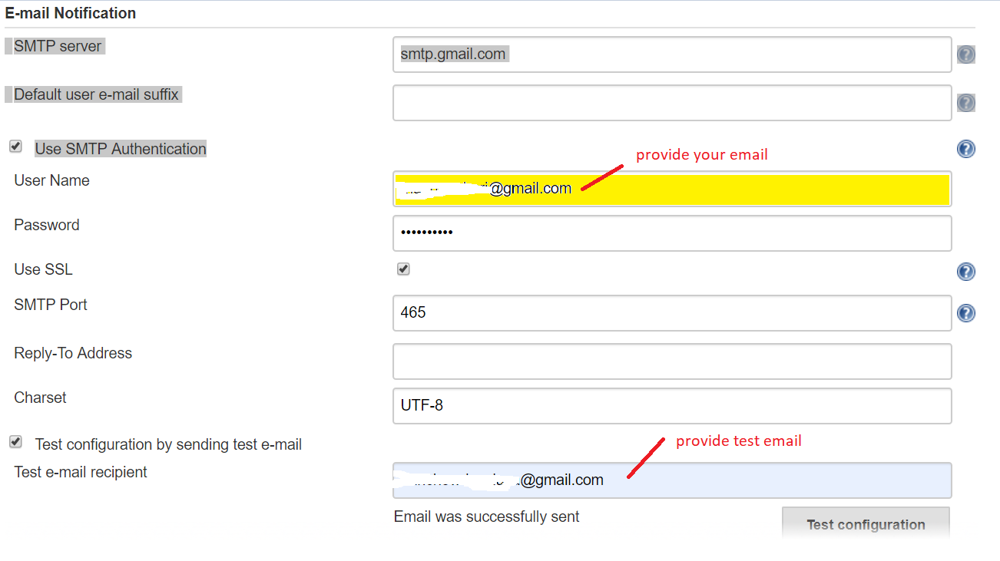 E-mail Notification
SMTP server
smtp.gmail.com
Default user e-mail suffix
Use SMTP Authentication
provide your email
User Name
@gmail.com
Password
••••••••••
Use SSL
SMTP Port
465
Reply-To Address
Charset
UTF-8
Test configuration by sending test e-mail
provide test email
Test e-mail recipient
@gmail.com
Email was successfully sent
Test configuration